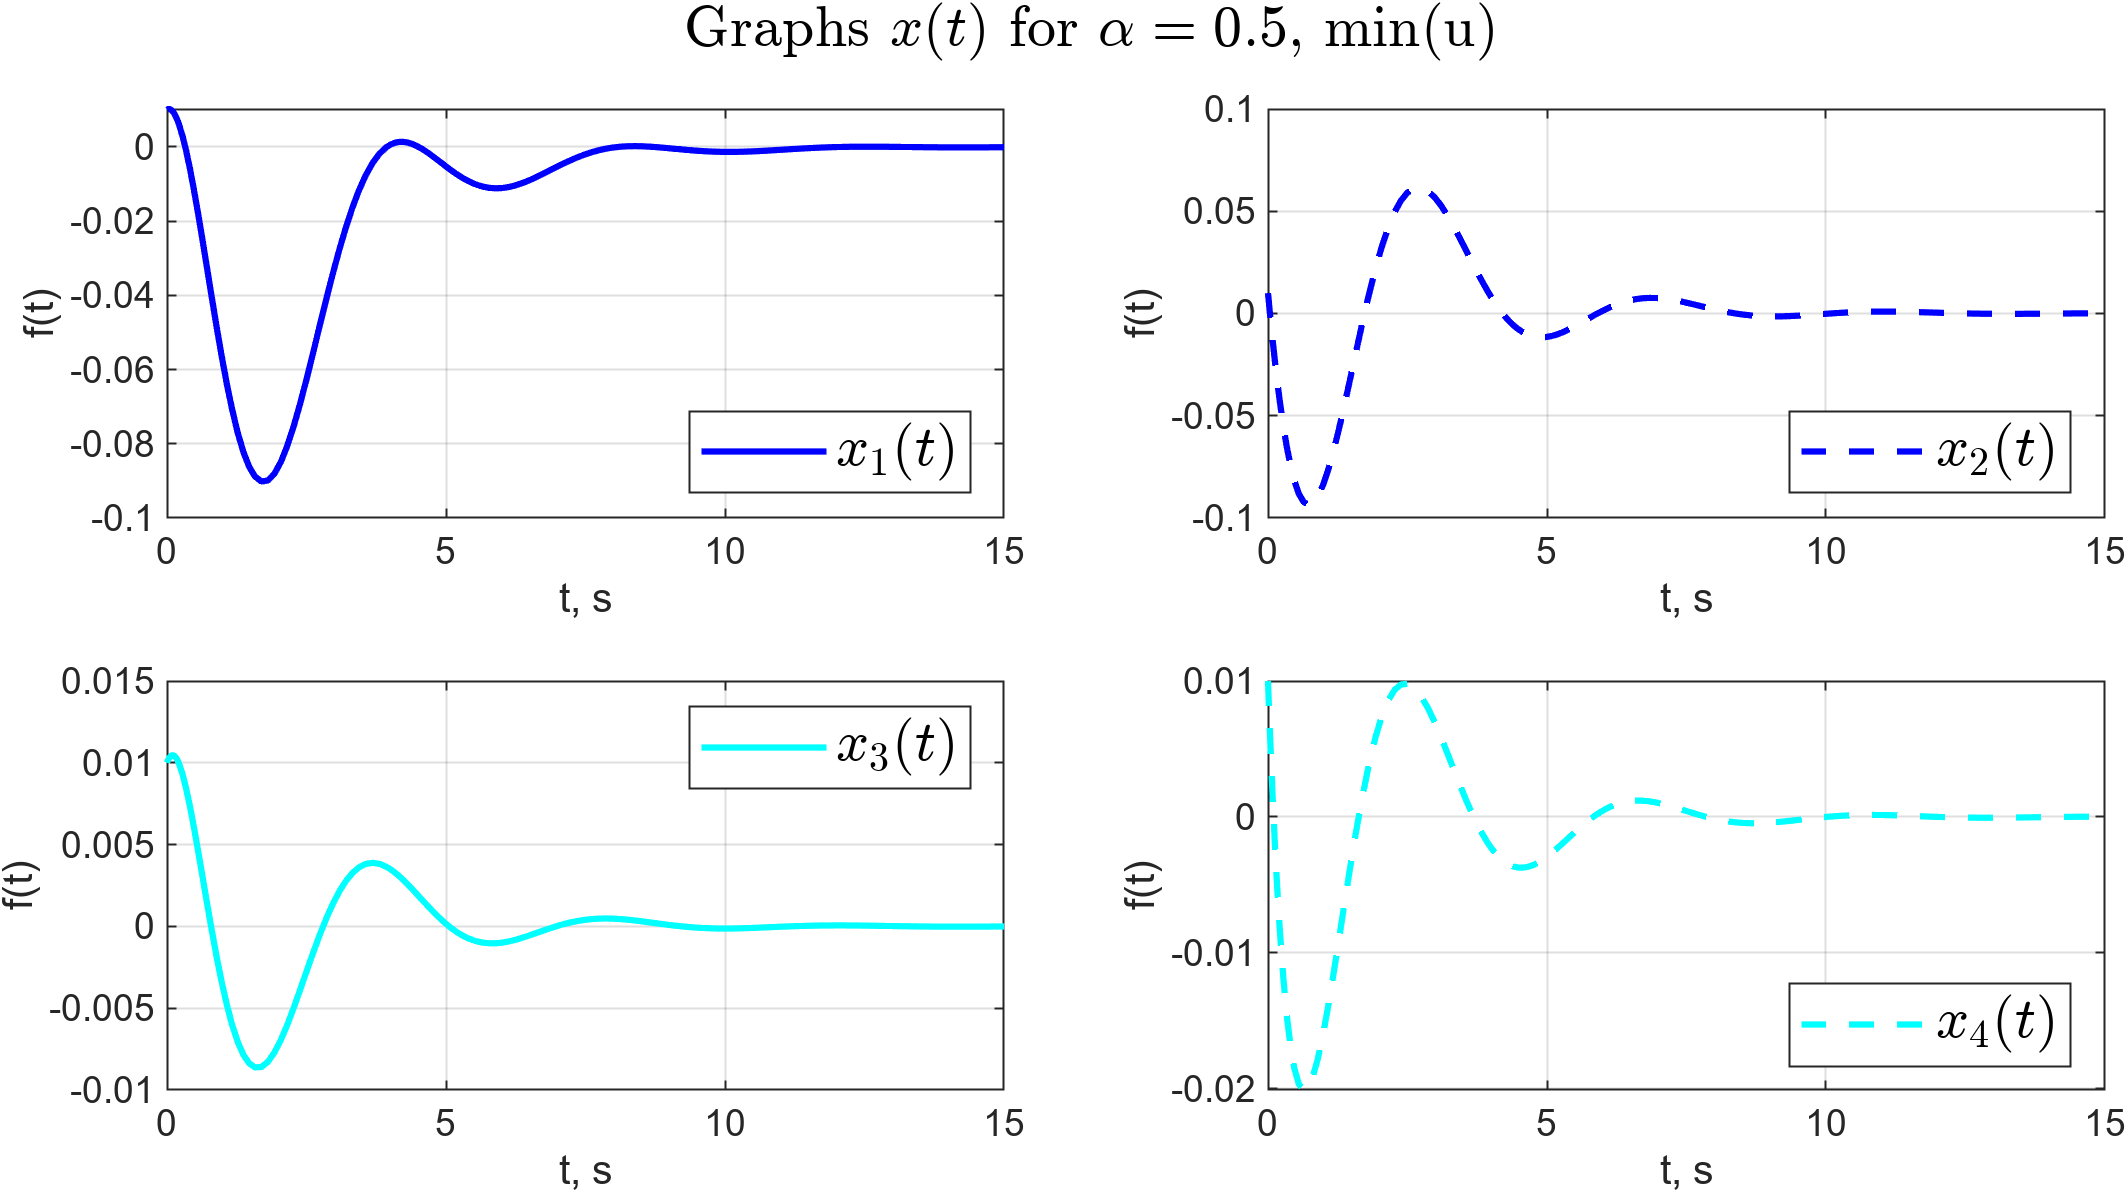 Graphs x(t) for α = 0.5, min(u)
0
-0.02
-0.04
-0.06
-0.08
-0.1
f(t)
x₁(t)
0 5 10 15
t, s
0.1
0.05
0
-0.05
-0.1
f(t)
x₂(t)
0 5 10 15
t, s
0.015
0.01
0.005
0
-0.005
-0.01
f(t)
x₃(t)
0 5 10 15
t, s
0.01
0
-0.01
-0.02
f(t)
x₄(t)
0 5 10 15
t, s